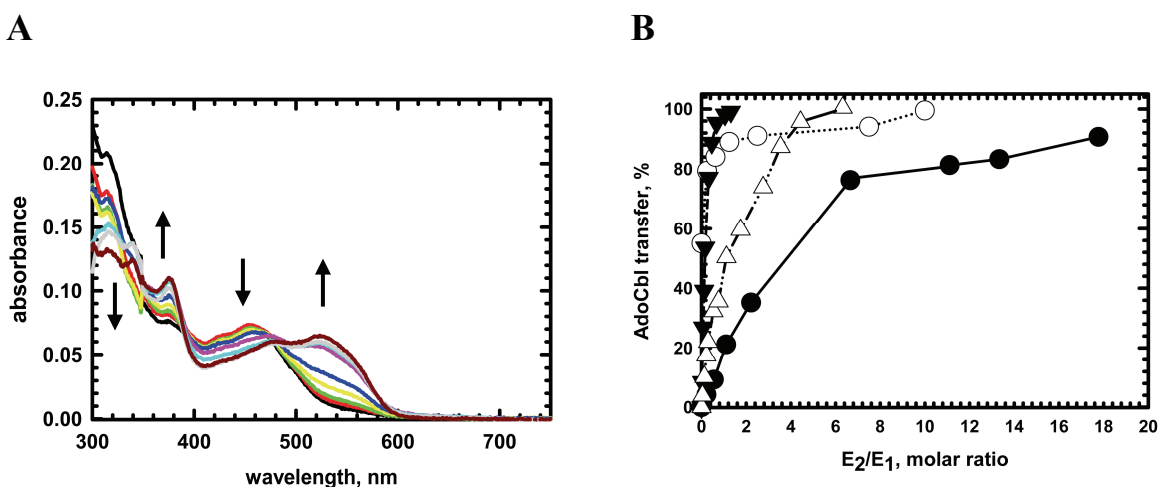 A
B
0.25
0.20
0.15
0.10
0.05
0.00
absorbance
300 400 500 600 700
wavelength, nm
100
80
60
40
20
0
AdoCbl transfer, %
0 2 4 6 8 10 12 14 16 18 20
E2/E1, molar ratio